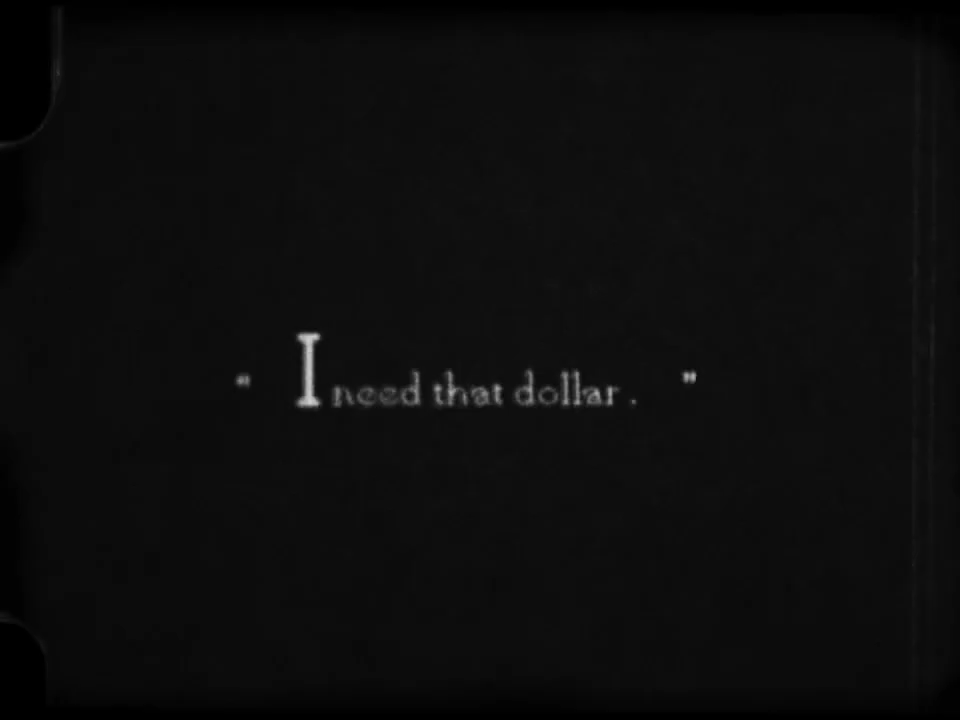 " I need that dollar . "